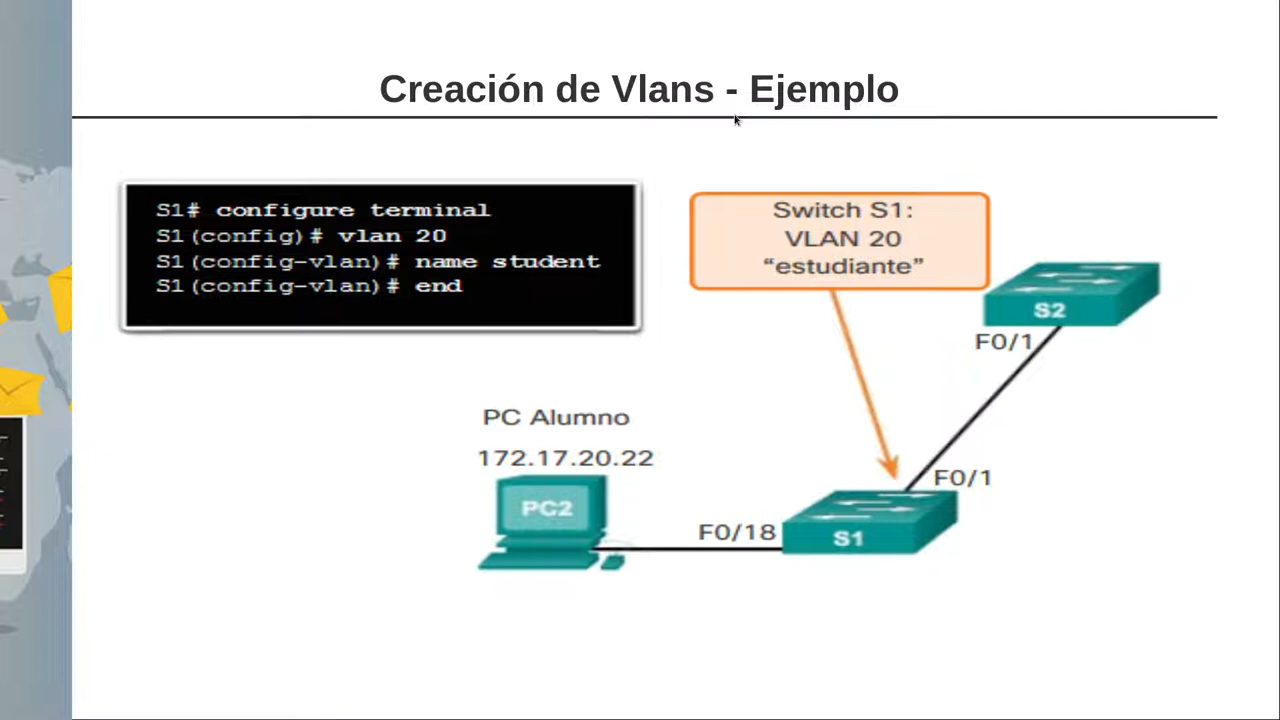 Creación de Vlans - Ejemplo
S1# configure terminal
S1(config)# vlan 20
S1(config-vlan)# name student
S1(config-vlan)# end
Switch S1:
VLAN 20
“estudiante”
S2
F0/1
PC Alumno
172.17.20.22
F0/1
PC2
F0/18
S1